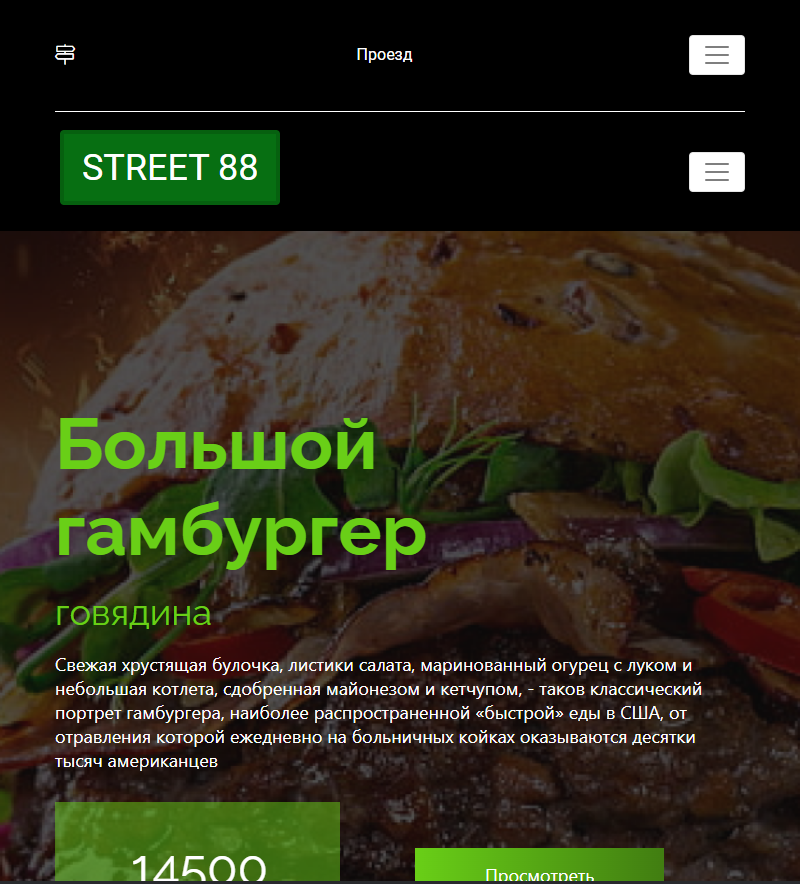 Проезд
STREET 88
Большой
гамбургер
говядина
Свежая хрустящая булочка, листики салата, маринованный огурец с луком и
небольшая котлета, сдобренная майонезом и кетчупом, - таков классический
портрет гамбургера, наиболее распространенной «быстрой» еды в США, от
отравления которой ежедневно на больничных койках оказываются десятки
тысяч американцев
14500
Просмотреть